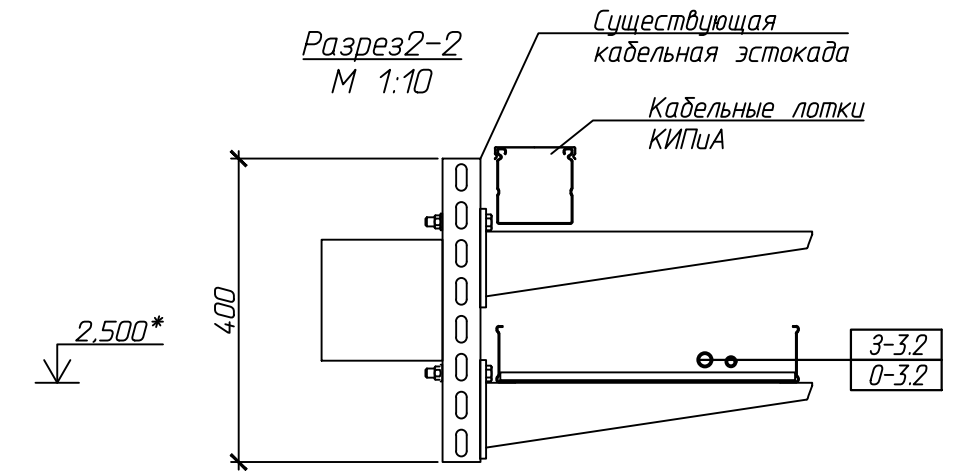 Разрез2-2
М 1:10
Существующая
кабельная эстокада
Кабельные лотки
КИПиА
400
2,500*
3-3.2
0-3.2